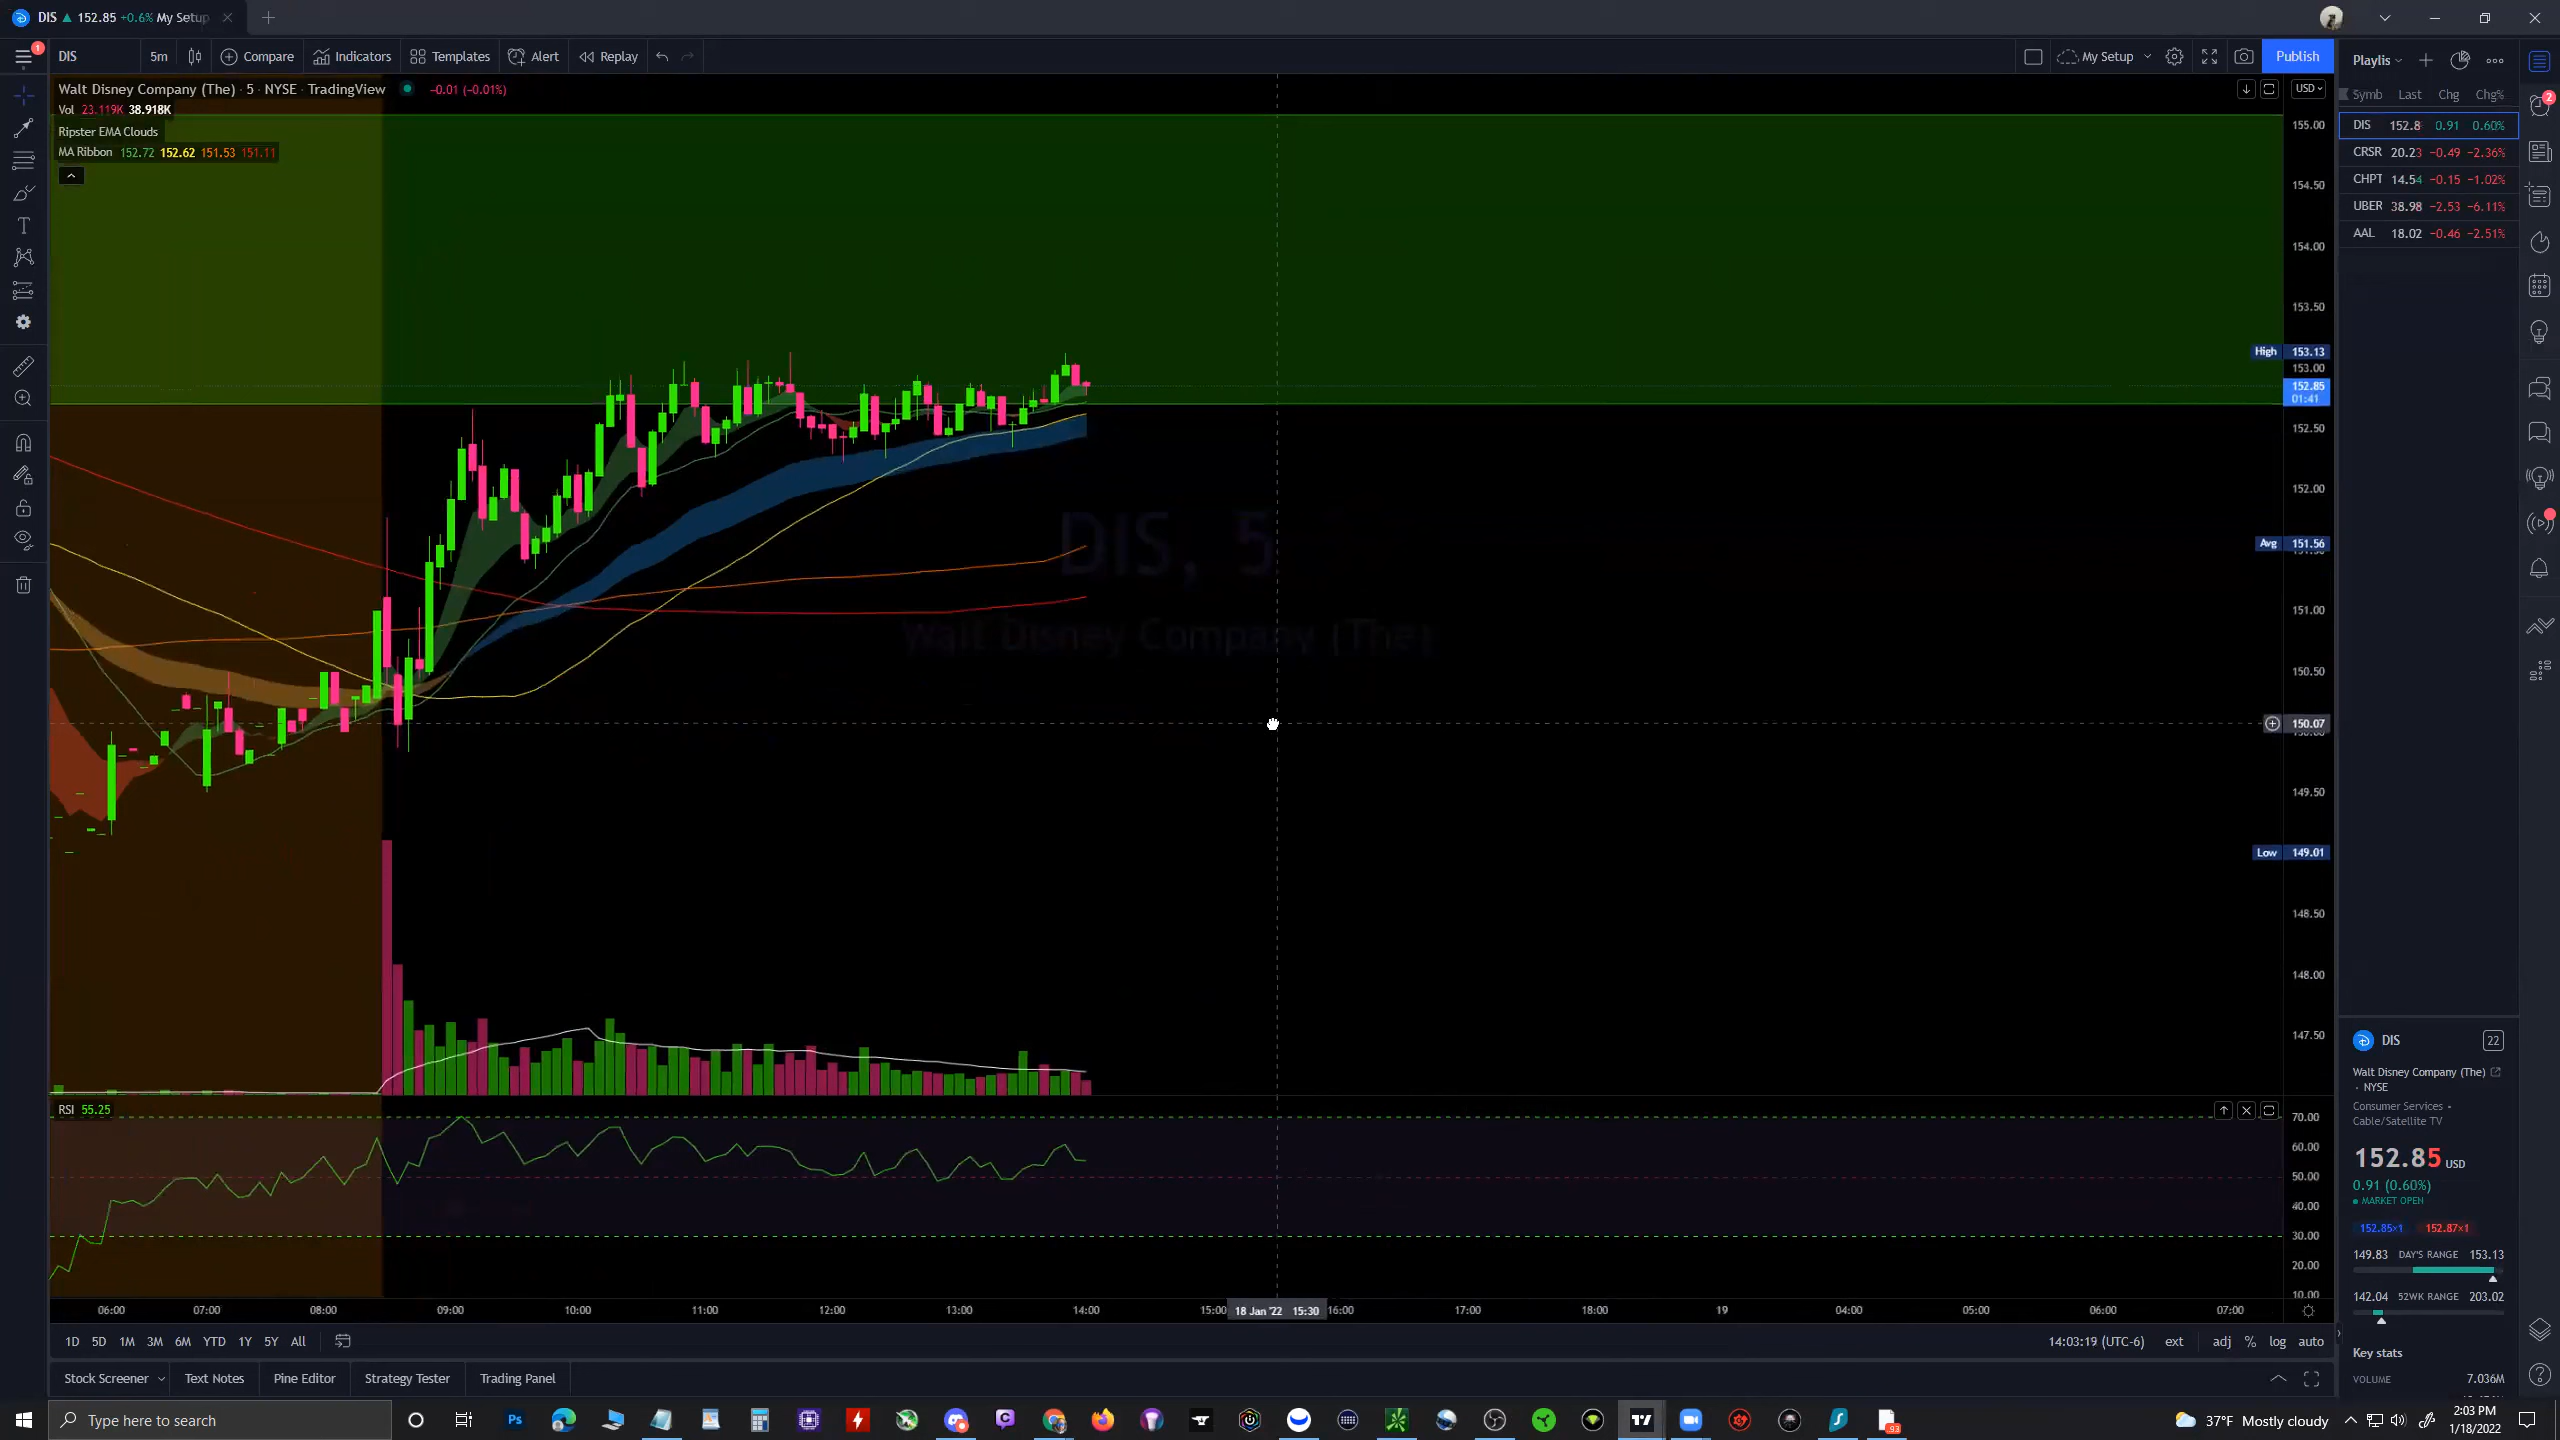 DIS ▲ 152.85 +0.6% My Setup
DIS 5m Compare Indicators Templates Alert Replay My Setup Publish
Walt Disney Company (The) · 5 · NYSE · TradingView −0.01 (−0.01%)
Vol 23.119K 38.918K
Ripster EMA Clouds
MA Ribbon 152.72 152.62 151.53 151.11
USD
155.00
154.50
154.00
153.50
High 153.13
153.00
152.85
01:41
152.50
152.00
Avg 151.56
151.00
150.50
150.07
149.50
Low 149.01
148.50
148.00
147.50
DIS, 5
Walt Disney Company (The)
RSI 55.25
70.00
60.00
50.00
40.00
30.00
20.00
10.00
06:00 07:00 08:00 09:00 10:00 11:00 12:00 13:00 14:00 15:00 18 Jan '22 15:30 16:00 17:00 18:00 19 04:00 05:00 06:00 07:00
1D 5D 1M 3M 6M YTD 1Y 5Y All 14:03:19 (UTC-6) ext adj % log auto
Stock Screener Text Notes Pine Editor Strategy Tester Trading Panel
Playlis
Symb Last Chg Chg%
DIS 152.8 0.91 0.60%
CRSR 20.23 −0.49 −2.36%
CHPT 14.54 −0.15 −1.02%
UBER 38.98 −2.53 −6.11%
AAL 18.02 −0.46 −2.51%
1
2
DIS 22
Walt Disney Company (The)
· NYSE
Consumer Services •
Cable/Satellite TV
152.85 USD
0.91 (0.60%)
MARKET OPEN
152.85×1 152.87×1
149.83 DAY'S RANGE 153.13
142.04 52WK RANGE 203.02
Key stats
VOLUME 7.036M
Type here to search
93
37°F Mostly cloudy
2:03 PM
1/18/2022